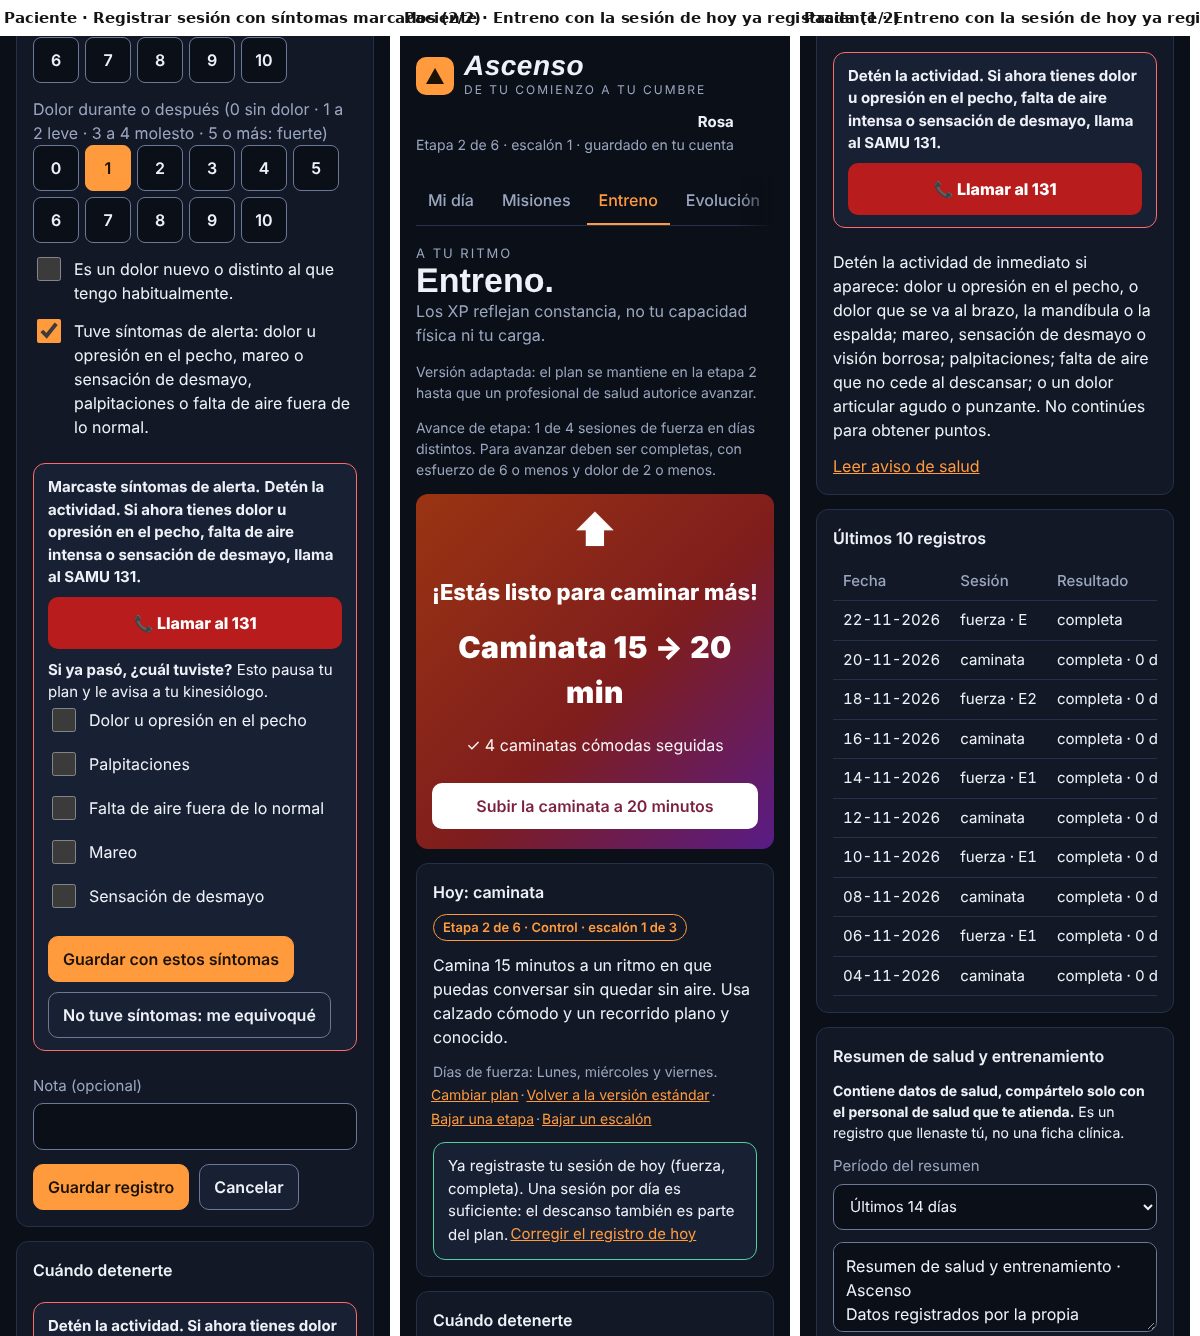 Paciente · Registrar sesión con síntomas marcados (2/2)
6 7 8 9 10
Dolor durante o después (0 sin dolor · 1 a
2 leve · 3 a 4 molesto · 5 o más: fuerte)
0 1 2 3 4 5
6 7 8 9 10
Es un dolor nuevo o distinto al que
tengo habitualmente.
Tuve síntomas de alerta: dolor u
opresión en el pecho, mareo o
sensación de desmayo,
palpitaciones o falta de aire fuera de
lo normal.
Marcaste síntomas de alerta. Detén la
actividad. Si ahora tienes dolor u
opresión en el pecho, falta de aire
intensa o sensación de desmayo, llama
al SAMU 131.
Llamar al 131
Si ya pasó, ¿cuál tuviste? Esto pausa tu
plan y le avisa a tu kinesiólogo.
Dolor u opresión en el pecho
Palpitaciones
Falta de aire fuera de lo normal
Mareo
Sensación de desmayo
Guardar con estos síntomas
No tuve síntomas: me equivoqué
Nota (opcional)
Guardar registro Cancelar
Cuándo detenerte
Detén la actividad. Si ahora tienes dolor
Paciente · Entreno con la sesión de hoy ya registrada (1/2)
Ascenso
DE TU COMIENZO A TU CUMBRE
Rosa
Etapa 2 de 6 · escalón 1 · guardado en tu cuenta
Mi día Misiones Entreno Evolución
A TU RITMO
Entreno.
Los XP reflejan constancia, no tu capacidad
física ni tu carga.
Versión adaptada: el plan se mantiene en la etapa 2
hasta que un profesional de salud autorice avanzar.
Avance de etapa: 1 de 4 sesiones de fuerza en días
distintos. Para avanzar deben ser completas, con
esfuerzo de 6 o menos y dolor de 2 o menos.
¡Estás listo para caminar más!
Caminata 15 → 20
min
✓ 4 caminatas cómodas seguidas
Subir la caminata a 20 minutos
Hoy: caminata
Etapa 2 de 6 · Control · escalón 1 de 3
Camina 15 minutos a un ritmo en que
puedas conversar sin quedar sin aire. Usa
calzado cómodo y un recorrido plano y
conocido.
Días de fuerza: Lunes, miércoles y viernes.
Cambiar plan · Volver a la versión estándar ·
Bajar una etapa · Bajar un escalón
Ya registraste tu sesión de hoy (fuerza,
completa). Una sesión por día es
suficiente: el descanso también es parte
del plan. Corregir el registro de hoy
Cuándo detenerte
Entreno con la sesión de hoy ya regi
Detén la actividad. Si ahora tienes dolor
u opresión en el pecho, falta de aire
intensa o sensación de desmayo, llama
al SAMU 131.
Llamar al 131
Detén la actividad de inmediato si
aparece: dolor u opresión en el pecho, o
dolor que se va al brazo, la mandíbula o la
espalda; mareo, sensación de desmayo o
visión borrosa; palpitaciones; falta de aire
que no cede al descansar; o un dolor
articular agudo o punzante. No continúes
para obtener puntos.
Leer aviso de salud
Últimos 10 registros
Fecha Sesión Resultado
22-11-2026 fuerza · E completa
20-11-2026 caminata completa · 0 d
18-11-2026 fuerza · E2 completa · 0 d
16-11-2026 caminata completa · 0 d
14-11-2026 fuerza · E1 completa · 0 d
12-11-2026 caminata completa · 0 d
10-11-2026 fuerza · E1 completa · 0 d
08-11-2026 caminata completa · 0 d
06-11-2026 fuerza · E1 completa · 0 d
04-11-2026 caminata completa · 0 d
Resumen de salud y entrenamiento
Contiene datos de salud, compártelo solo con
el personal de salud que te atienda. Es un
registro que llenaste tú, no una ficha clínica.
Período del resumen
Últimos 14 días
Resumen de salud y entrenamiento ·
Ascenso
Datos registrados por la propia